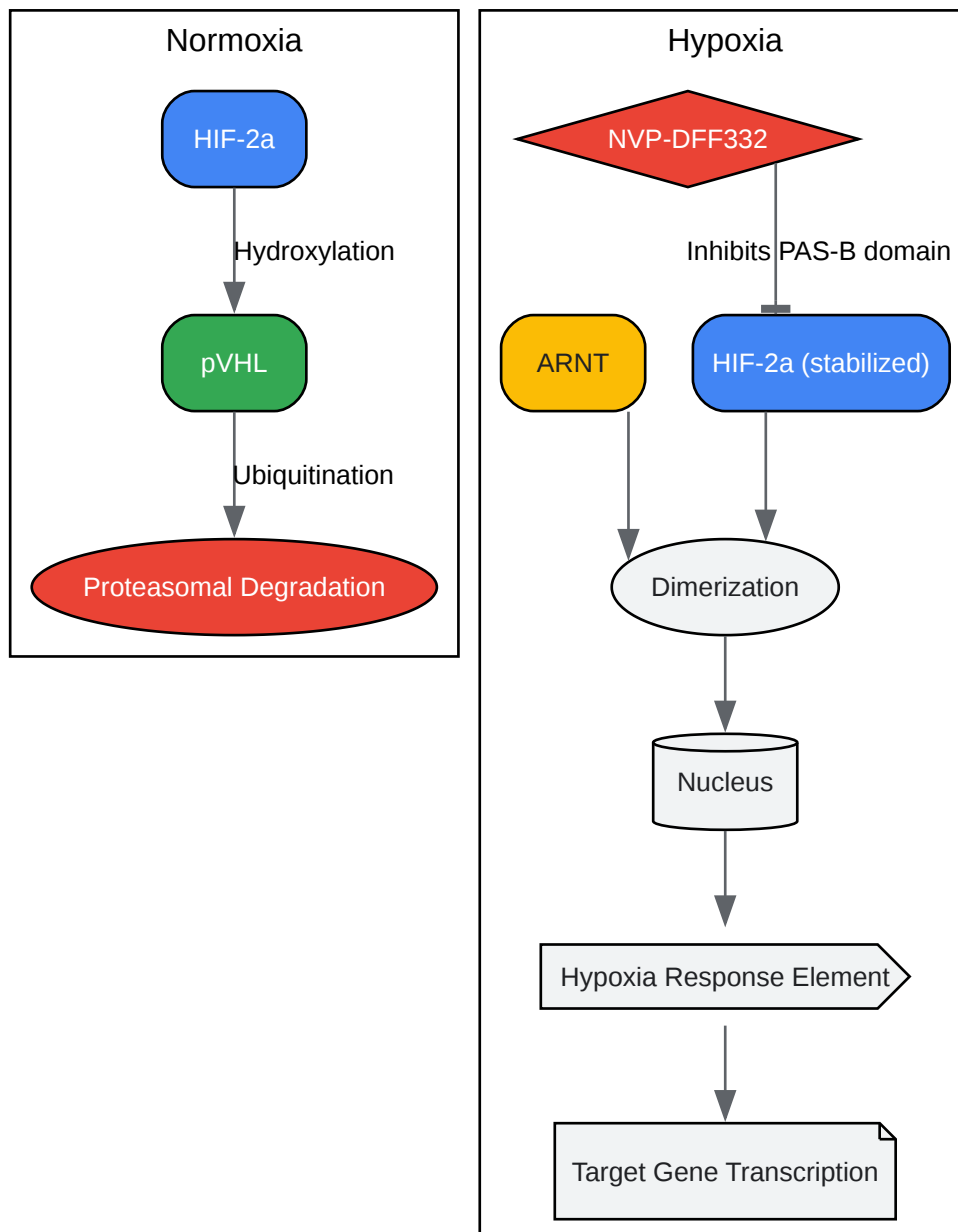 Normoxia
HIF-2a
Hydroxylation
pVHL
Ubiquitination
Proteasomal Degradation
Hypoxia
NVP-DFF332
Inhibits PAS-B domain
ARNT
HIF-2a (stabilized)
Dimerization
Nucleus
Hypoxia Response Element
Target Gene Transcription